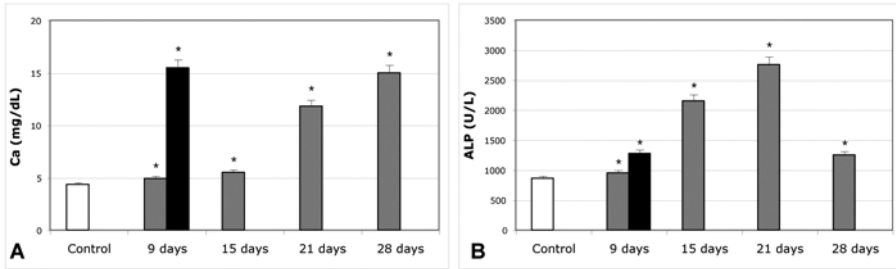 Ca (mg/dL)
20
15
10
5
0
*
*
*
*
*
Control
9 days
15 days
21 days
28 days
A
ALP (U/L)
3500
3000
2500
2000
1500
1000
500
0
*
*
*
*
*
Control
9 days
15 days
21 days
28 days
B